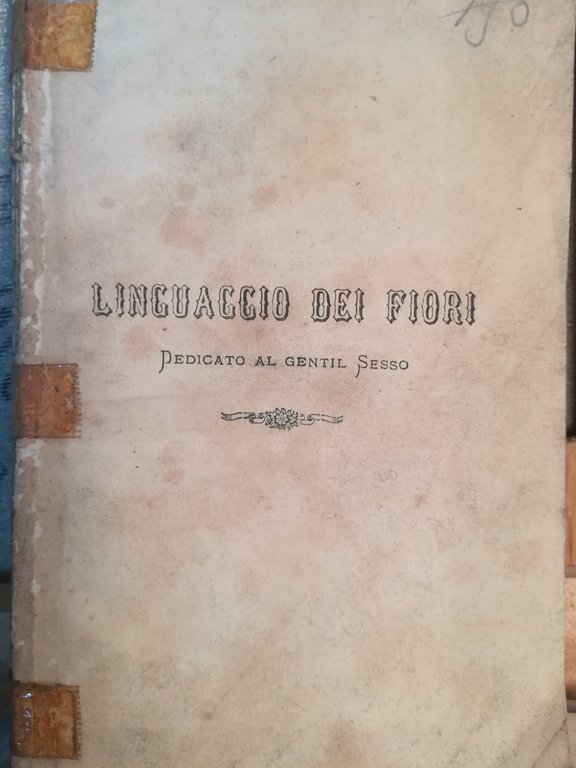 LINGUAGGIO DEI FIORI
DEDICATO AL GENTIL SESSO